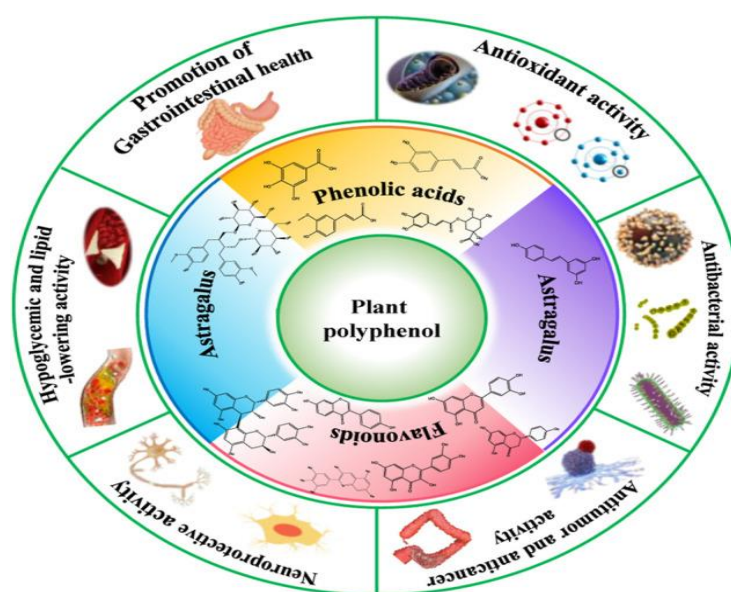 Promotion of
Gastrointestinal health
Antioxidant activity
Antibacterial activity
Antitumor and anticancer
activity
Neuroprotective activity
Hypoglycemic and lipid
-lowering activity
Phenolic acids
Astragalus
Flavonoids
Astragalus
Plant
polyphenol